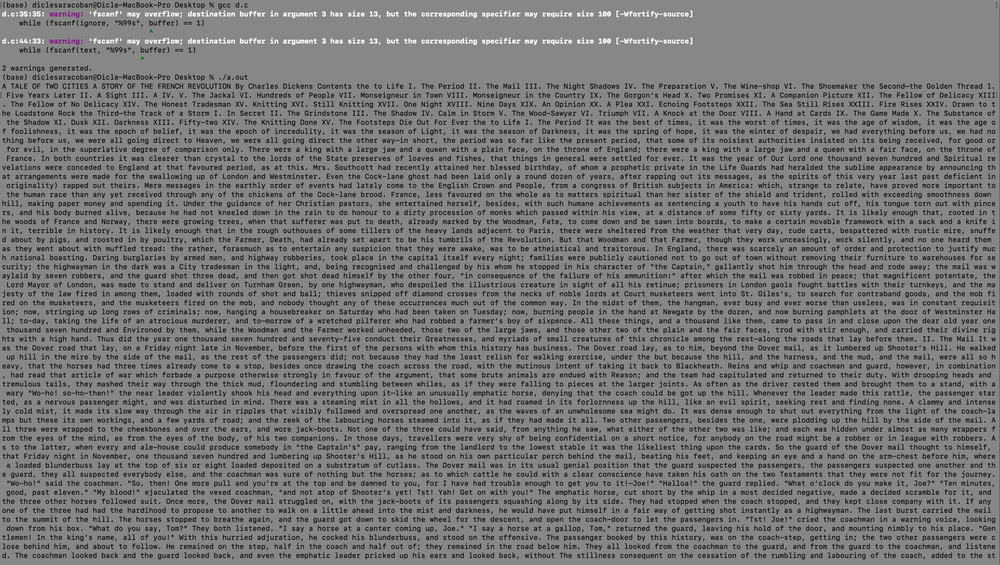 [(base) diclesaracoban@Dicle-MacBook-Pro Desktop % gcc d.c ]
d.c:35:35: warning: 'fscanf' may overflow; destination buffer in argument 3 has size 13, but the corresponding specifier may require size 100 [-Wfortify-source]
    while (fscanf(ignore, "%99s", buffer) == 1)
                                  ^
d.c:44:33: warning: 'fscanf' may overflow; destination buffer in argument 3 has size 13, but the corresponding specifier may require size 100 [-Wfortify-source]
    while (fscanf(text, "%99s", buffer) == 1)
                                ^
2 warnings generated.
(base) diclesaracoban@Dicle-MacBook-Pro Desktop % ./a.out
A TALE OF TWO CITIES A STORY OF THE FRENCH REVOLUTION By Charles Dickens Contents the to Life I. The Period II. The Mail III. The Night Shadows IV. The Preparation V. The Wine-shop VI. The Shoemaker the Second—the Golden Thread I.
[ Five Years Later II. A Sight III. A IV. V. The Jackal VI. Hundreds of People VII. Monseigneur in Town VIII. Monseigneur in the Country IX. The Gorgon’s Head X. Two Promises XI. A Companion Picture XII. The Fellow of Delicacy XIII]
. The Fellow of No Delicacy XIV. The Honest Tradesman XV. Knitting XVI. Still Knitting XVII. One Night XVIII. Nine Days XIX. An Opinion XX. A Plea XXI. Echoing Footsteps XXII. The Sea Still Rises XXIII. Fire Rises XXIV. Drawn to t
he Loadstone Rock the Third—the Track of a Storm I. In Secret II. The Grindstone III. The Shadow IV. Calm in Storm V. The Wood-Sawyer VI. Triumph VII. A Knock at the Door VIII. A Hand at Cards IX. The Game Made X. The Substance of
 the Shadow XI. Dusk XII. Darkness XIII. Fifty-two XIV. The Knitting Done XV. The Footsteps Die Out For Ever the to Life I. The Period It was the best of times, it was the worst of times, it was the age of wisdom, it was the age o
f foolishness, it was the epoch of belief, it was the epoch of incredulity, it was the season of Light, it was the season of Darkness, it was the spring of hope, it was the winter of despair, we had everything before us, we had no
thing before us, we were all going direct to Heaven, we were all going direct the other way—in short, the period was so far like the present period, that some of its noisiest authorities insisted on its being received, for good or
 for evil, in the superlative degree of comparison only. There were a king with a large jaw and a queen with a plain face, on the throne of England; there were a king with a large jaw and a queen with a fair face, on the throne of
 France. In both countries it was clearer than crystal to the lords of the State preserves of loaves and fishes, that things in general were settled for ever. It was the year of Our Lord one thousand seven hundred and Spiritual re
velations were conceded to England at that favoured period, as at this. Mrs. Southcott had recently attained her blessed birthday, of whom a prophetic private in the Life Guards had heralded the sublime appearance by announcing th
at arrangements were made for the swallowing up of London and Westminster. Even the Cock-lane ghost had been laid only a round dozen of years, after rapping out its messages, as the spirits of this very year last past deficient in
 originality) rapped out theirs. Mere messages in the earthly order of events had lately come to the English Crown and People, from a congress of British subjects in America: which, strange to relate, have proved more important to
 the human race than any yet received through any of the chickens of the Cock-lane brood. France, less favoured on the whole as to matters spiritual than her sister of the shield and trident, rolled with exceeding smoothness down
hill, making paper money and spending it. Under the guidance of her Christian pastors, she entertained herself, besides, with such humane achievements as sentencing a youth to have his hands cut off, his tongue torn out with pince
rs, and his body burned alive, because he had not kneeled down in the rain to do honour to a dirty procession of monks which passed within his view, at a distance of some fifty or sixty yards. It is likely enough that, rooted in t
he woods of France and Norway, there were growing trees, when that sufferer was put to death, already marked by the Woodman, Fate, to come down and be sawn into boards, to make a certain movable framework with a sack and a knife i
n it, terrible in history. It is likely enough that in the rough outhouses of some tillers of the heavy lands adjacent to Paris, there were sheltered from the weather that very day, rude carts, bespattered with rustic mire, snuffe
d about by pigs, and roosted in by poultry, which the Farmer, Death, had already set apart to be his tumbrils of the Revolution. But that Woodman and that Farmer, though they work unceasingly, work silently, and no one heard them
as they went about with muffled tread: the rather, forasmuch as to entertain any suspicion that they were awake, was to be atheistical and traitorous. In England, there was scarcely an amount of order and protection to justify muc
h national boasting. Daring burglaries by armed men, and highway robberies, took place in the capital itself every night; families were publicly cautioned not to go out of town without removing their furniture to warehouses for se
curity; the highwayman in the dark was a City tradesman in the light, and, being recognised and challenged by his whom he stopped in his character of "the Captain," gallantly shot him through the head and rode away; the mail was w
aylaid by seven robbers, and the guard shot three dead, and then got shot dead himself by the other four, "in consequence of the failure of his ammunition:" after which the mail was robbed in peace; that magnificent potentate, the
 Lord Mayor of London, was made to stand and deliver on Turnham Green, by one highwayman, who despoiled the illustrious creature in sight of all his retinue; prisoners in London gaols fought battles with their turnkeys, and the ma
jesty of the law fired in among them, loaded with rounds of shot and ball; thieves snipped off diamond crosses from the necks of noble lords at Court musketeers went into St. Giles’s, to search for contraband goods, and the mob fi
red on the musketeers, and the musketeers fired on the mob, and nobody thought any of these occurrences much out of the common way. In the midst of them, the hangman, ever busy and ever worse than useless, was in constant requisit
ion; now, stringing up long rows of criminals; now, hanging a housebreaker on Saturday who had been taken on Tuesday; now, burning people in the hand at Newgate by the dozen, and now burning pamphlets at the door of Westminster Ha
ll; to-day, taking the life of an atrocious murderer, and to-morrow of a wretched pilferer who had robbed a farmer’s boy of sixpence. All these things, and a thousand like them, came to pass in and close upon the dear old year one
 thousand seven hundred and Environed by them, while the Woodman and the Farmer worked unheeded, those two of the large jaws, and those other two of the plain and the fair faces, trod with stir enough, and carried their divine rig
hts with a high hand. Thus did the year one thousand seven hundred and seventy-five conduct their Greatnesses, and myriads of small creatures of this chronicle among the rest—along the roads that lay before them. II. The Mail It w
as the Dover road that lay, on a Friday night late in November, before the first of the persons with whom this history has business. The Dover road lay, as to him, beyond the Dover mail, as it lumbered up Shooter’s Hill. He walked
 up hill in the mire by the side of the mail, as the rest of the passengers did; not because they had the least relish for walking exercise, under the but because the hill, and the harness, and the mud, and the mail, were all so h
eavy, that the horses had three times already come to a stop, besides once drawing the coach across the road, with the mutinous intent of taking it back to Blackheath. Reins and whip and coachman and guard, however, in combination
, had read that article of war which forbade a purpose otherwise strongly in favour of the argument, that some brute animals are endued with Reason; and the team had capitulated and returned to their duty. With drooping heads and
tremulous tails, they mashed their way through the thick mud, floundering and stumbling between whiles, as if they were falling to pieces at the larger joints. As often as the driver rested them and brought them to a stand, with a
 wary "Wo-ho! so-ho-then!" the near leader violently shook his head and everything upon it—like an unusually emphatic horse, denying that the coach could be got up the hill. Whenever the leader made this rattle, the passenger star
ted, as a nervous passenger might, and was disturbed in mind. There was a steaming mist in all the hollows, and it had roamed in its forlornness up the hill, like an evil spirit, seeking rest and finding none. A clammy and intense
ly cold mist, it made its slow way through the air in ripples that visibly followed and overspread one another, as the waves of an unwholesome sea might do. It was dense enough to shut out everything from the light of the coach-la
mps but these its own workings, and a few yards of road; and the reek of the labouring horses steamed into it, as if they had made it all. Two other passengers, besides the one, were plodding up the hill by the side of the mail. A
ll three were wrapped to the cheekbones and over the ears, and wore jack-boots. Not one of the three could have said, from anything he saw, what either of the other two was like; and each was hidden under almost as many wrappers f
rom the eyes of the mind, as from the eyes of the body, of his two companions. In those days, travellers were very shy of being confidential on a short notice, for anybody on the road might be a robber or in league with robbers. A
s to the latter, when every and ale-house could produce somebody in "the Captain’s" pay, ranging from the landlord to the lowest stable it was the likeliest thing upon the cards. So the guard of the Dover mail thought to himself,
that Friday night in November, one thousand seven hundred and lumbering up Shooter’s Hill, as he stood on his own particular perch behind the mail, beating his feet, and keeping an eye and a hand on the arm-chest before him, where
 a loaded blunderbuss lay at the top of six or eight loaded deposited on a substratum of cutlass. The Dover mail was in its usual genial position that the guard suspected the passengers, the passengers suspected one another and th
e guard, they all suspected everybody else, and the coachman was sure of nothing but the horses; as to which cattle he could with a clear conscience have taken his oath on the two Testaments that they were not fit for the journey.
 "Wo-ho!" said the coachman. "So, then! One more pull and you’re at the top and be damned to you, for I have had trouble enough to get you to it!—Joe!" "Halloa!" the guard replied. "What o’clock do you make it, Joe?" "Ten minutes,
 good, past eleven." "My blood!" ejaculated the vexed coachman, "and not atop of Shooter’s yet! Tst! Yah! Get on with you!" The emphatic horse, cut short by the whip in a most decided negative, made a decided scramble for it, and
the three other horses followed suit. Once more, the Dover mail struggled on, with the jack-boots of its passengers squashing along by its side. They had stopped when the coach stopped, and they kept close company with it. If any
one of the three had had the hardihood to propose to another to walk on a little ahead into the mist and darkness, he would have put himself in a fair way of getting shot instantly as a highwayman. The last burst carried the mail
to the summit of the hill. The horses stopped to breathe again, and the guard got down to skid the wheel for the descent, and open the coach-door to let the passengers in. "Tst! Joe!" cried the coachman in a warning voice, looking
 down from his box. "What do you say, Tom?" They both listened. "I say a horse at a canter coming up, Joe." "I say a horse at a gallop, Tom," returned the guard, leaving his hold of the door, and mounting nimbly to his place. "Gen
tlemen! In the king’s name, all of you!" With this hurried adjuration, he cocked his blunderbuss, and stood on the offensive. The passenger booked by this history, was on the coach-step, getting in; the two other passengers were c
lose behind him, and about to follow. He remained on the step, half in the coach and half out of; they remained in the road below him. They all looked from the coachman to the guard, and from the guard to the coachman, and listene
d. The coachman looked back and the guard looked back, and even the emphatic leader pricked up his ears and looked back, without The stillness consequent on the cessation of the rumbling and labouring of the coach, added to the st